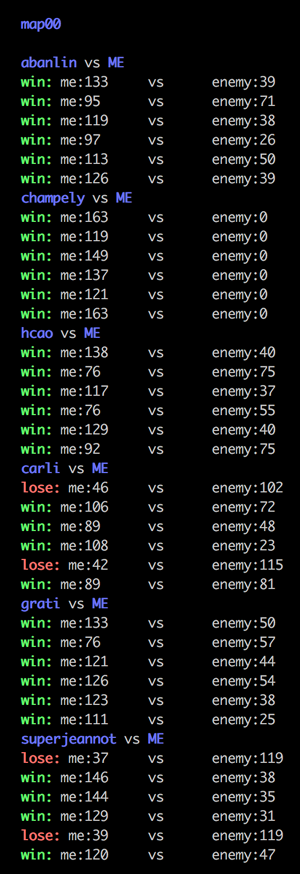 map00
abanlin vs ME
win: me:133 vs enemy:39
win: me:95 vs enemy:71
win: me:119 vs enemy:38
win: me:97 vs enemy:26
win: me:113 vs enemy:50
win: me:126 vs enemy:39
champely vs ME
win: me:163 vs enemy:0
win: me:119 vs enemy:0
win: me:149 vs enemy:0
win: me:137 vs enemy:0
win: me:121 vs enemy:0
win: me:163 vs enemy:0
hcao vs ME
win: me:138 vs enemy:40
win: me:76 vs enemy:75
win: me:117 vs enemy:37
win: me:76 vs enemy:55
win: me:129 vs enemy:40
win: me:92 vs enemy:75
carli vs ME
lose: me:46 vs enemy:102
win: me:106 vs enemy:72
win: me:89 vs enemy:48
win: me:108 vs enemy:23
lose: me:42 vs enemy:115
win: me:89 vs enemy:81
grati vs ME
win: me:133 vs enemy:50
win: me:76 vs enemy:57
win: me:121 vs enemy:44
win: me:126 vs enemy:54
win: me:123 vs enemy:38
win: me:111 vs enemy:25
superjeannot vs ME
lose: me:37 vs enemy:119
win: me:146 vs enemy:38
win: me:144 vs enemy:35
win: me:129 vs enemy:31
lose: me:39 vs enemy:119
win: me:120 vs enemy:47